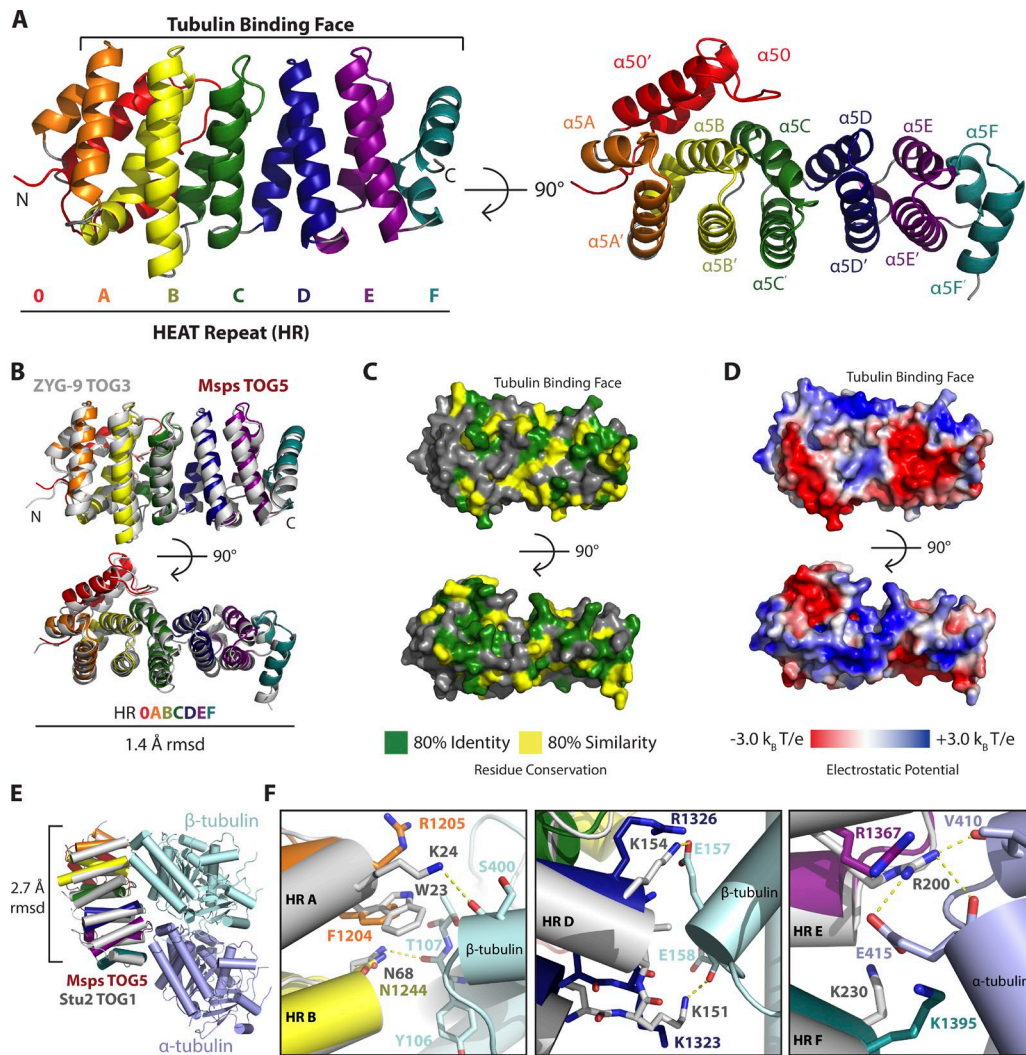 A
Tubulin Binding Face
N
C
90°
0 A B C D E F
HEAT Repeat (HR)
α50' α50
α5A α5B α5C α5D α5E α5F
α5A' α5B' α5C' α5D' α5E' α5F'
B
ZYG-9 TOG3 Msps TOG5
N C
90°
HR 0ABCDEF
1.4 Å rmsd
C
Tubulin Binding Face
90°
80% Identity 80% Similarity
Residue Conservation
D
Tubulin Binding Face
90°
-3.0 kBT/e +3.0 kBT/e
Electrostatic Potential
E
β-tubulin
2.7 Å
rmsd
Msps TOG5
Stu2 TOG1
α-tubulin
F
R1205
K24
S400
W23
HR A
F1204
T107
β-tubulin
N68
N1244
HR B
Y106
R1326
K154
E157
β-tubulin
HR D
E158
K151
K1323
V410
R1367
R200
HR E
E415
α-tubulin
K230
K1395
HR F